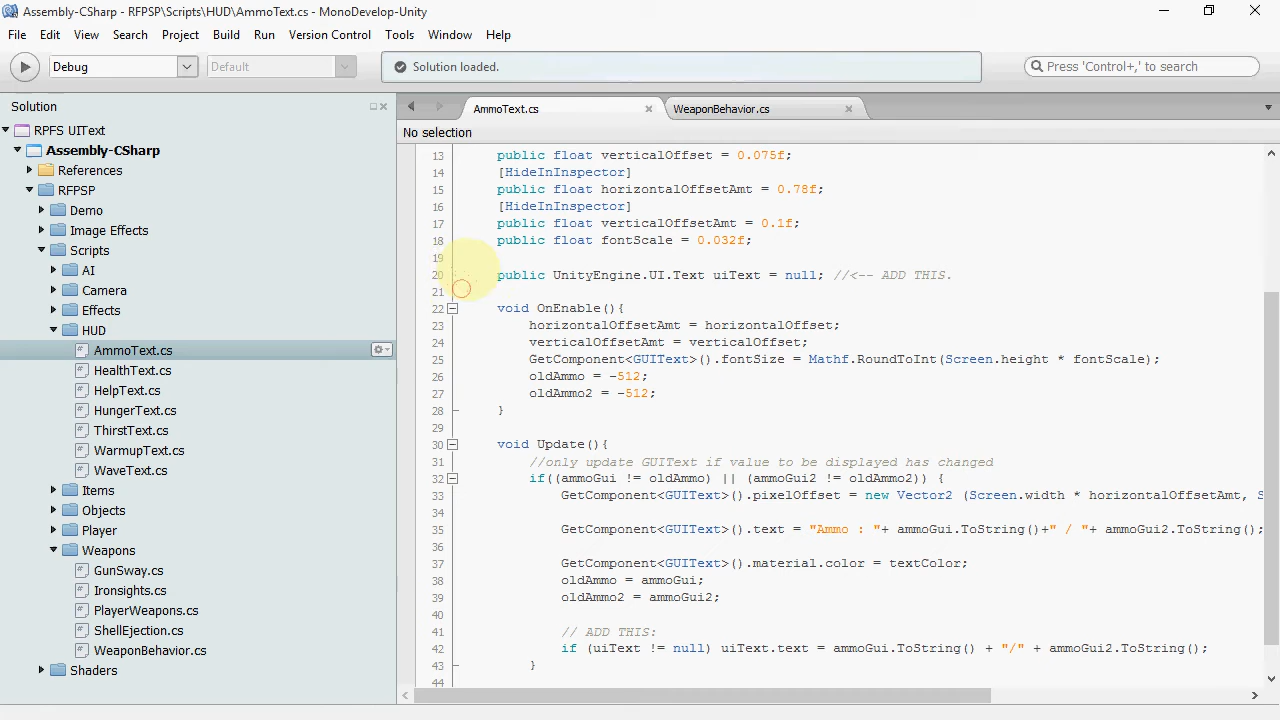 Assembly-CSharp - RFPSP\Scripts\HUD\AmmoText.cs - MonoDevelop-Unity
File Edit View Search Project Build Run Version Control Tools Window Help
Debug Default Solution loaded. Press 'Control+,' to search
Solution
AmmoText.cs WeaponBehavior.cs
No selection
RPFS UIText
Assembly-CSharp
References
RFPSP
Demo
Image Effects
Scripts
AI
Camera
Effects
HUD
AmmoText.cs
HealthText.cs
HelpText.cs
HungerText.cs
ThirstText.cs
WarmupText.cs
WaveText.cs
Items
Objects
Player
Weapons
GunSway.cs
Ironsights.cs
PlayerWeapons.cs
ShellEjection.cs
WeaponBehavior.cs
Shaders
13 public float verticalOffset = 0.075f;
14 [HideInInspector]
15 public float horizontalOffsetAmt = 0.78f;
16 [HideInInspector]
17 public float verticalOffsetAmt = 0.1f;
18 public float fontScale = 0.032f;
19
20 public UnityEngine.UI.Text uiText = null; //<-- ADD THIS.
21
22 void OnEnable(){
23 horizontalOffsetAmt = horizontalOffset;
24 verticalOffsetAmt = verticalOffset;
25 GetComponent<GUIText>().fontSize = Mathf.RoundToInt(Screen.height * fontScale);
26 oldAmmo = -512;
27 oldAmmo2 = -512;
28 }
29
30 void Update(){
31 //only update GUIText if value to be displayed has changed
32 if((ammoGui != oldAmmo) || (ammoGui2 != oldAmmo2)) {
33 GetComponent<GUIText>().pixelOffset = new Vector2 (Screen.width * horizontalOffsetAmt, S
34
35 GetComponent<GUIText>().text = "Ammo : "+ ammoGui.ToString()+" / "+ ammoGui2.ToString();
36
37 GetComponent<GUIText>().material.color = textColor;
38 oldAmmo = ammoGui;
39 oldAmmo2 = ammoGui2;
40
41 // ADD THIS:
42 if (uiText != null) uiText.text = ammoGui.ToString() + "/" + ammoGui2.ToString();
43 }
44